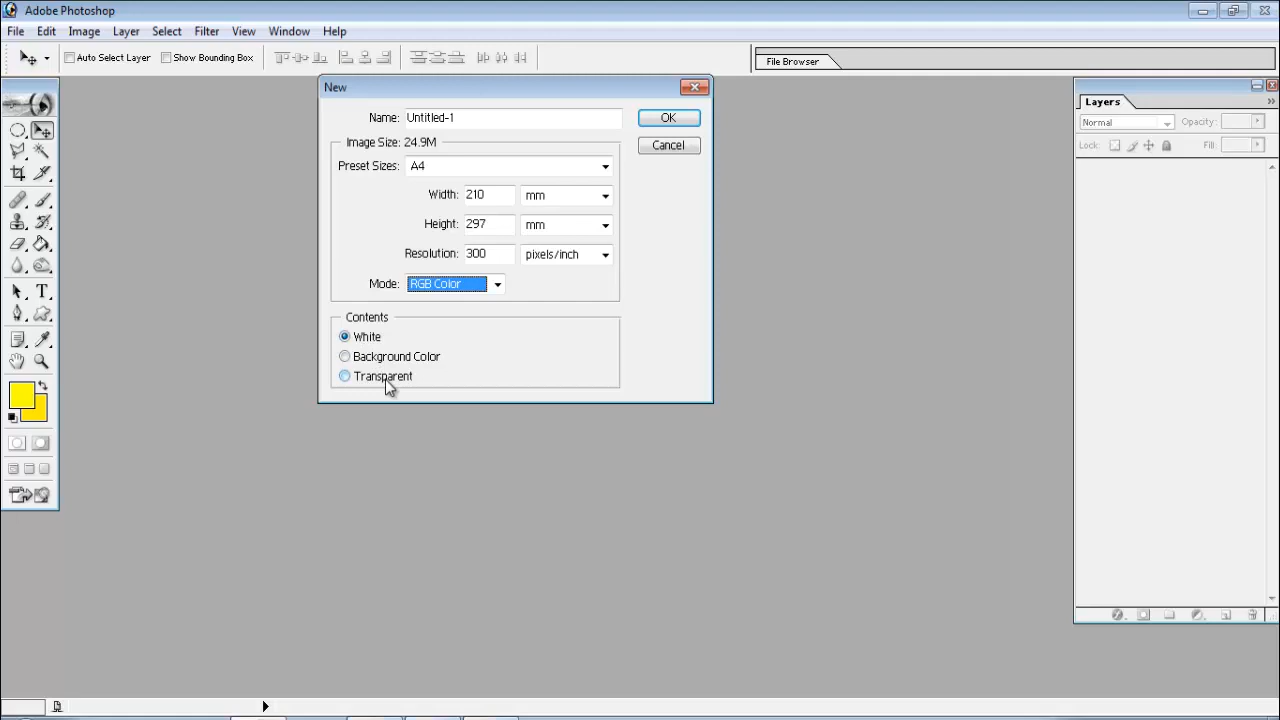 Adobe Photoshop
File Edit Image Layer Select Filter View Window Help
Auto Select Layer Show Bounding Box File Browser
New
Name: Untitled-1 OK
Image Size: 24.9M
Cancel
Preset Sizes: A4
Width: 210 mm
Height: 297 mm
Resolution: 300 pixels/inch
Mode: RGB Color
Contents
White
Background Color
Transparent
Layers
Normal Opacity:
Lock: Fill:
T